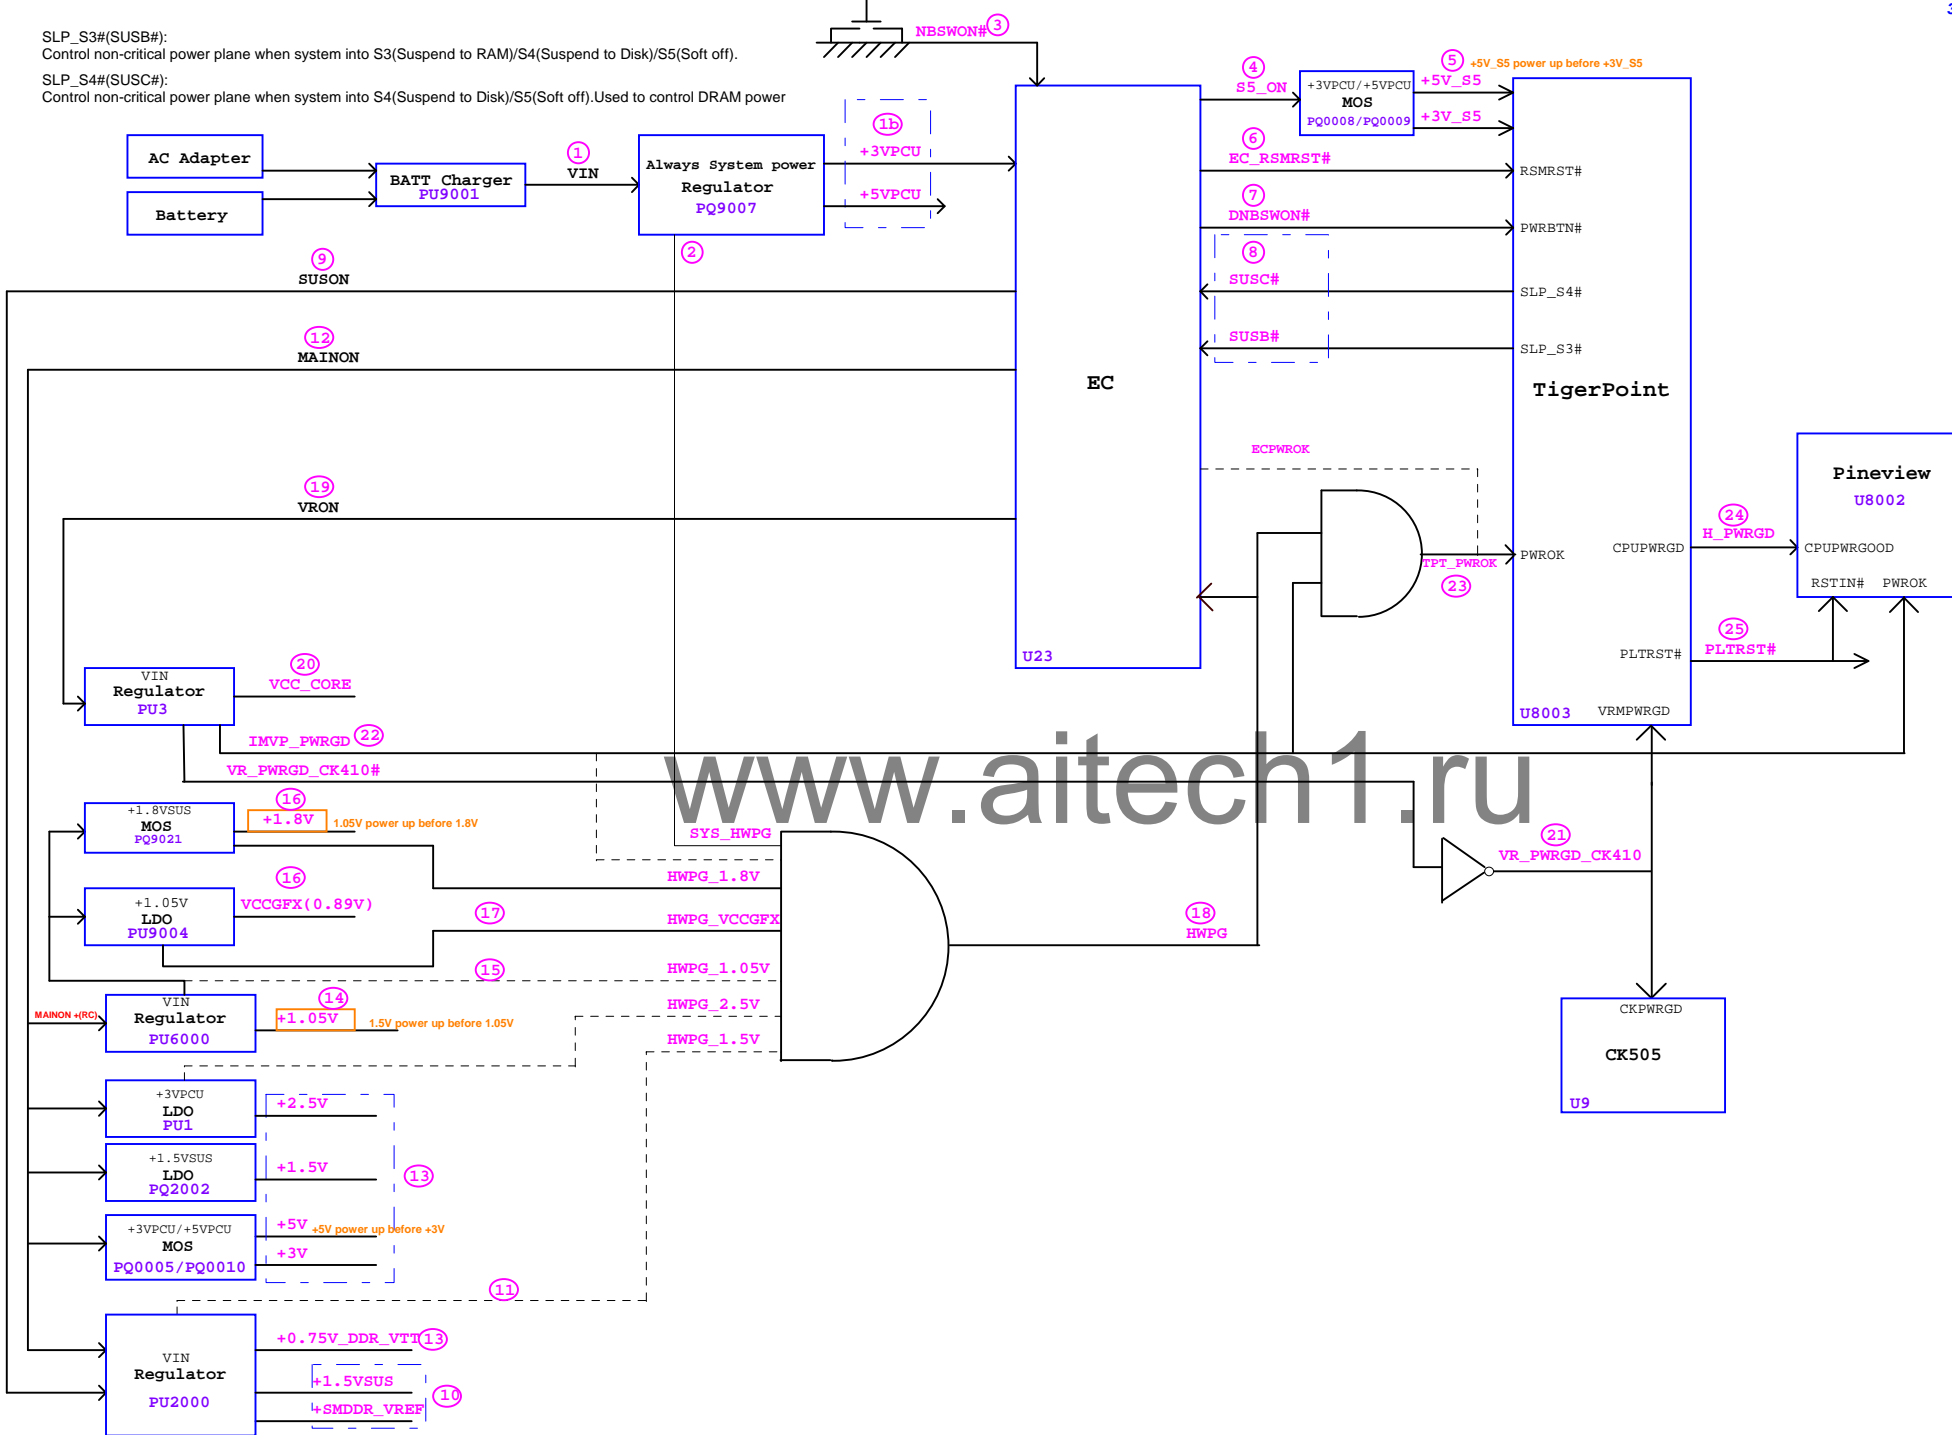 SLP_S3#(SUSB#):
Control non-critical power plane when system into S3(Suspend to RAM)/S4(Suspend to Disk)/S5(Soft off).
SLP_S4#(SUSC#):
Control non-critical power plane when system into S4(Suspend to Disk)/S5(Soft off).Used to control DRAM power
NBSWON# 3
AC Adapter
Battery
BATT Charger
PU9001
1
VIN
Always System power
Regulator
PQ9007
1b
+3VPCU
+5VPCU
2
4
S5_ON
+3VPCU/+5VPCU
MOS
PQ0008/PQ0009
5 +5V_S5 power up before +3V_S5
+5V_S5
+3V_S5
6
EC_RSMRST#
RSMRST#
7
DNBSWON#
PWRBTN#
8
SUSC#
SLP_S4#
SUSB#
SLP_S3#
9
SUSON
12
MAINON
EC
TigerPoint
ECPWROK
19
VRON
Pineview
U8002
24
H_PWRGD
PWROK
CPUPWRGD
CPUPWRGOOD
TPT_PWROK
23
RSTIN# PWROK
25
PLTRST#
PLTRST#
U23
U8003
VRMPWRGD
VIN
Regulator
PU3
20
VCC_CORE
IMVP_PWRGD 22
VR_PWRGD_CK410#
www.aitech1.ru
+1.8VSUS
MOS
PQ9021
16
+1.8V
1.05V power up before 1.8V
SYS_HWPG
21
VR_PWRGD_CK410
HWPG_1.8V
+1.05V
LDO
PU9004
16
VCCGFX(0.89V)
17
HWPG_VCCGFX
18
HWPG
15
HWPG_1.05V
MAINON +(RC)
VIN
Regulator
PU6000
14
+1.05V
1.5V power up before 1.05V
HWPG_2.5V
HWPG_1.5V
CKPWRGD
CK505
U9
+3VPCU
LDO
PU1
+2.5V
+1.5VSUS
LDO
PQ2002
+1.5V
13
+3VPCU/+5VPCU
MOS
PQ0005/PQ0010
+5V +5V power up before +3V
+3V
11
VIN
Regulator
PU2000
+0.75V_DDR_VTT 13
+1.5VSUS
10
+SMDDR_VREF